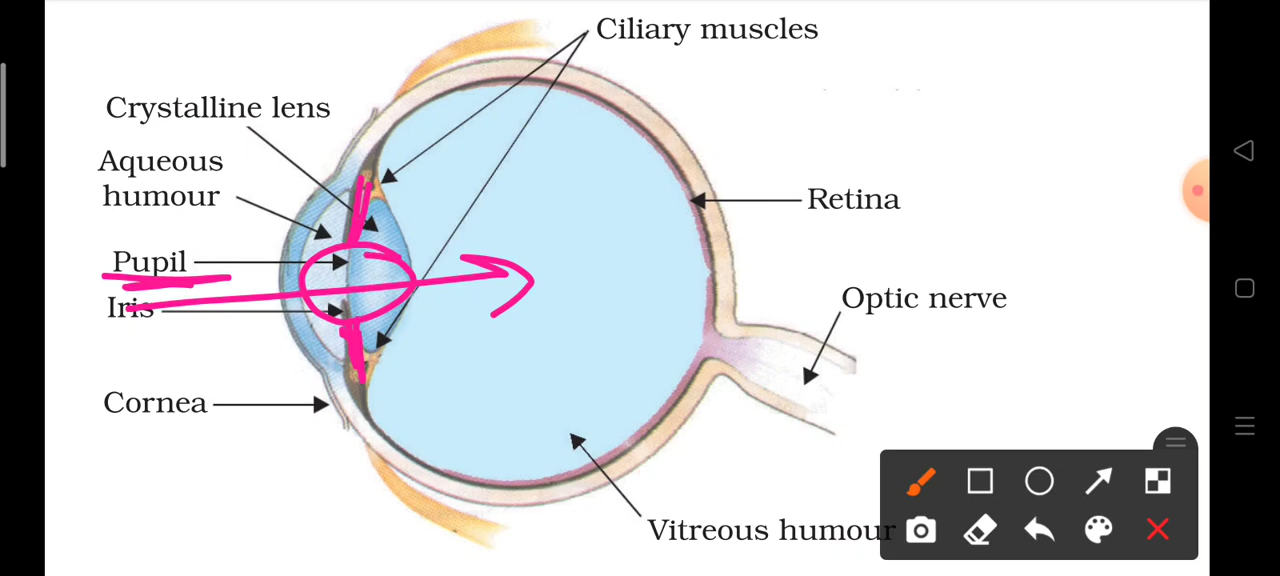 Ciliary muscles
Crystalline lens
Aqueous
humour
Retina
Pupil
Iris
Optic nerve
Cornea
Vitreous humour